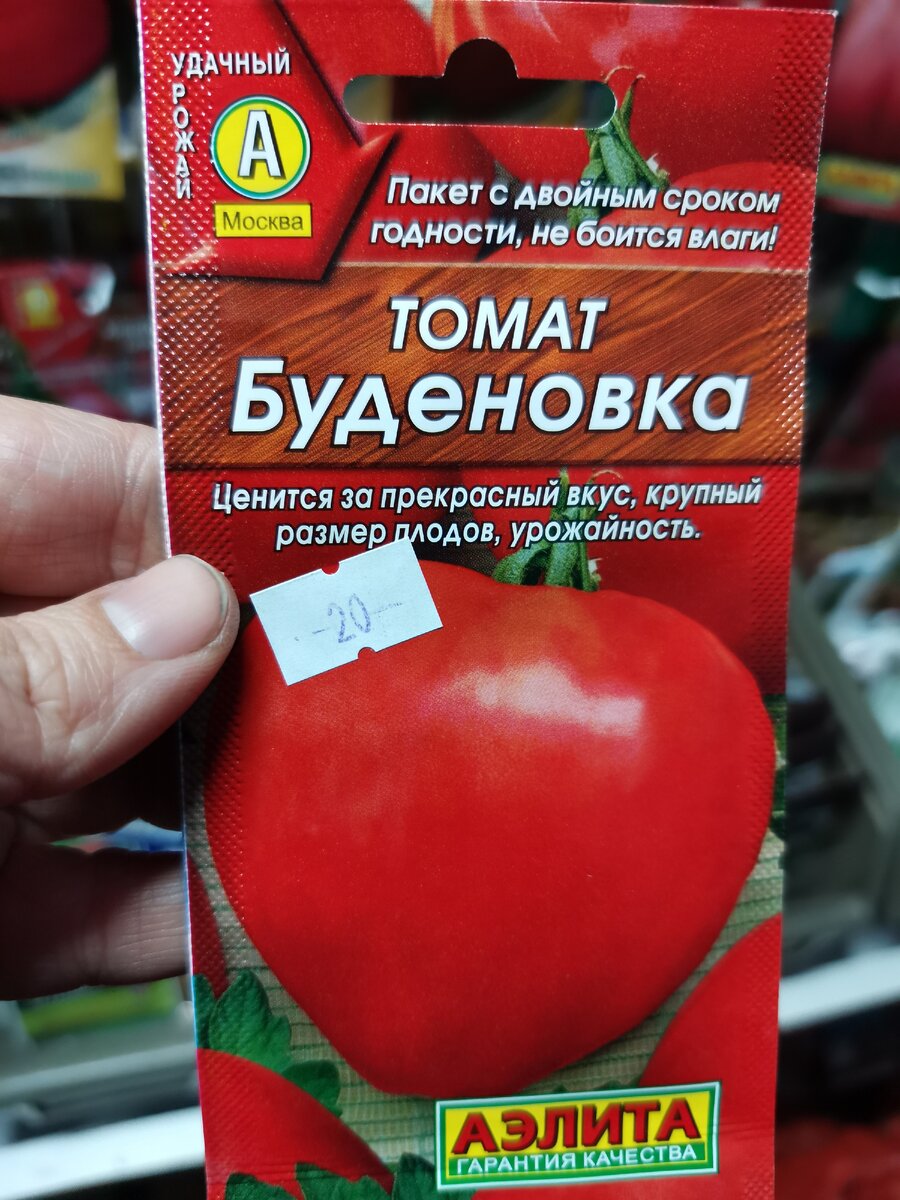 УДАЧНЫЙ
УРОЖАЙ
А
Москва
Пакет с двойным сроком
годности, не боится влаги!
ТОМАТ
Буденовка
Ценится за прекрасный вкус, крупный
размер плодов, урожайность.
-20-
АЭЛИТА
ГАРАНТИЯ КАЧЕСТВА